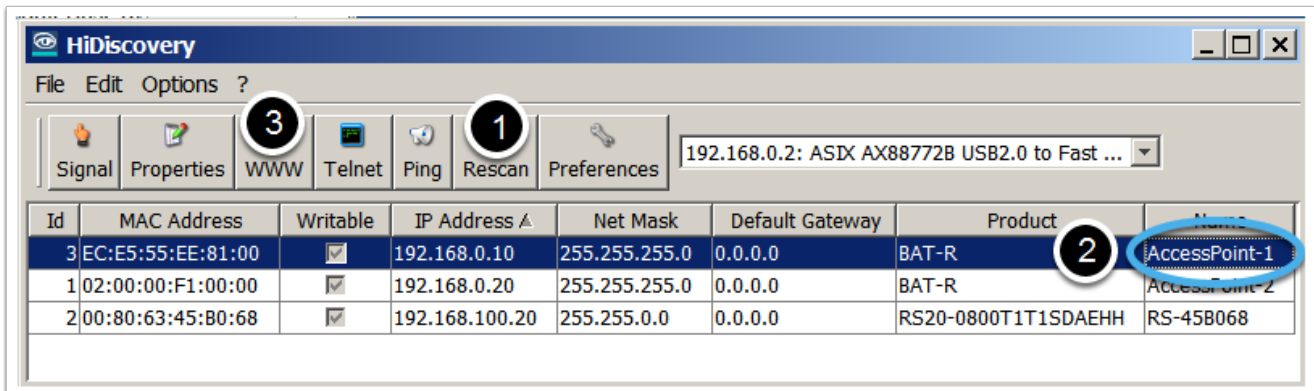 HiDiscovery
File Edit Options ?
3 1
Signal Properties WWW Telnet Ping Rescan Preferences 192.168.0.2: ASIX AX88772B USB2.0 to Fast ...
Id MAC Address Writable IP Address Net Mask Default Gateway Product Name
3 EC:E5:55:EE:81:00 192.168.0.10 255.255.255.0 0.0.0.0 BAT-R 2 AccessPoint-1
1 02:00:00:F1:00:00 192.168.0.20 255.255.255.0 0.0.0.0 BAT-R AccessPoint-2
2 00:80:63:45:B0:68 192.168.100.20 255.255.0.0 0.0.0.0 RS20-0800T1T1SDAEHH RS-45B068